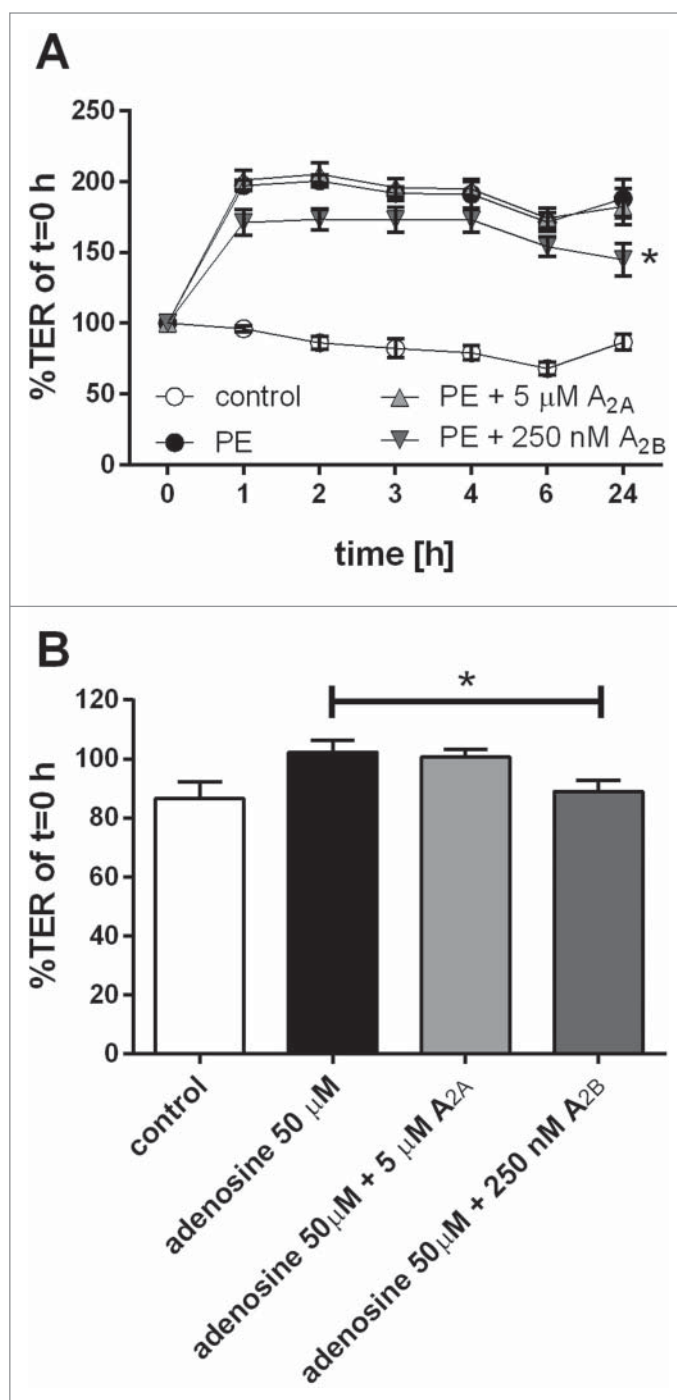 A
250
200
150
100
50
0
%TER of t=0 h
control
PE + 5 μM A2A
PE
PE + 250 nM A2B
*
0 1 2 3 4 6 24
time [h]
B
120
100
80
60
40
20
0
%TER of t=0 h
*
control
adenosine 50 μM
adenosine 50μM + 5 μM A2A
adenosine 50μM + 250 nM A2B